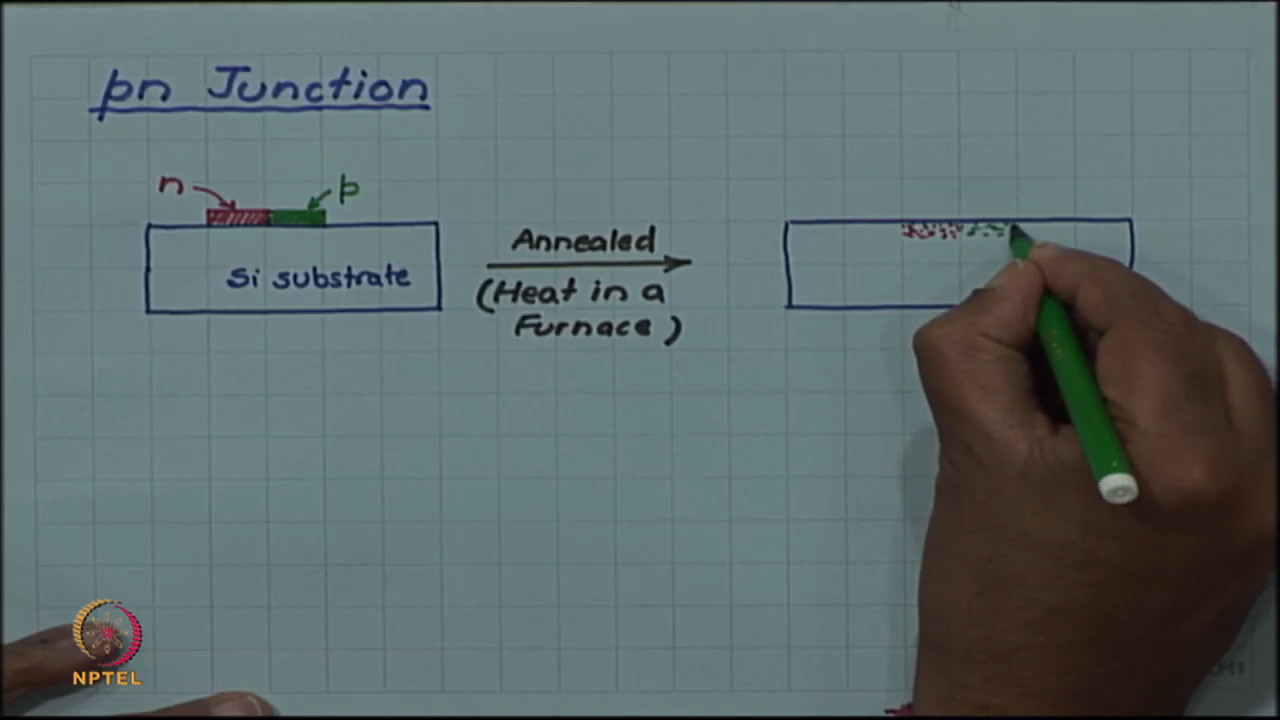 pn Junction
n
p
Si substrate
Annealed
(Heat in a
Furnace)
NPTEL